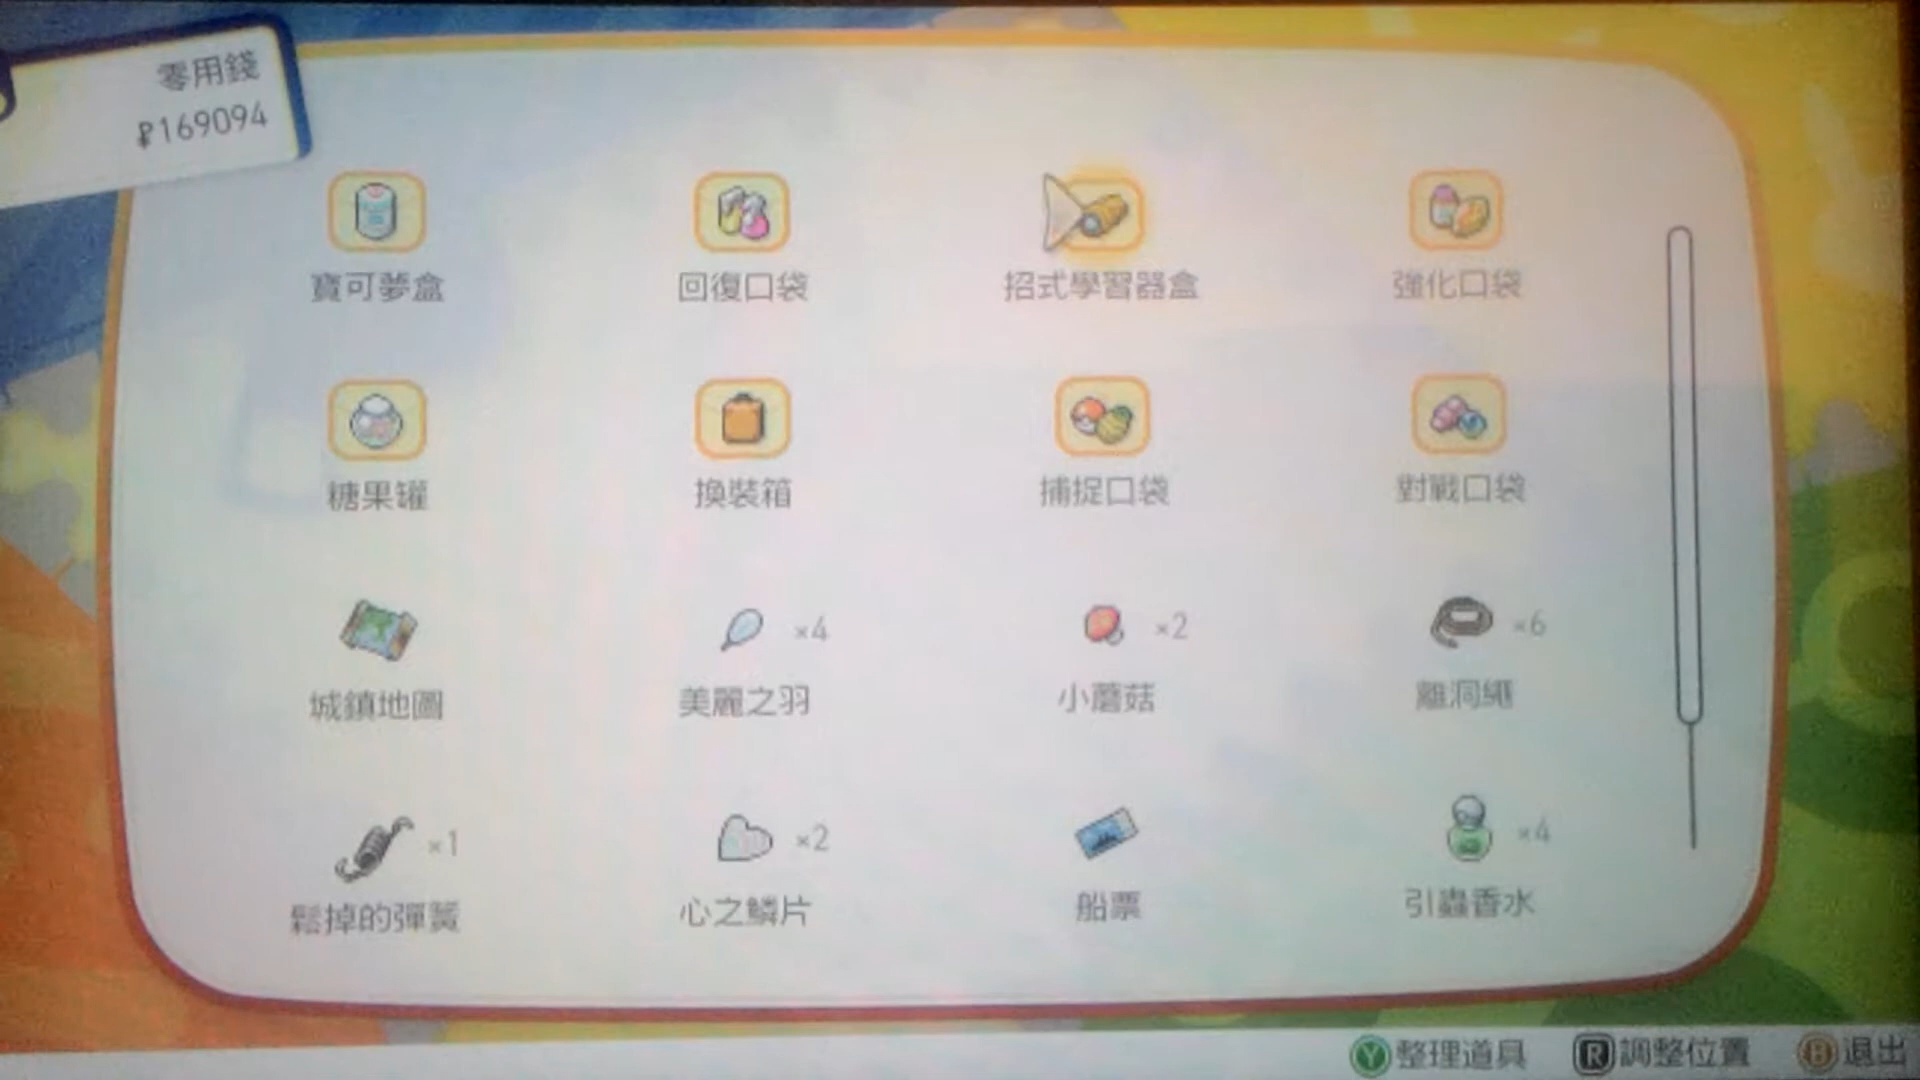 零用錢
₽169094
寶可夢盒
回復口袋
招式學習器盒
強化口袋
糖果罐
換裝箱
捕捉口袋
對戰口袋
城鎮地圖
×4
美麗之羽
×2
小蘑菇
×6
離洞繩
×1
鬆掉的彈簧
×2
心之鱗片
船票
×4
引蟲香水
Y整理道具
R調整位置
B退出